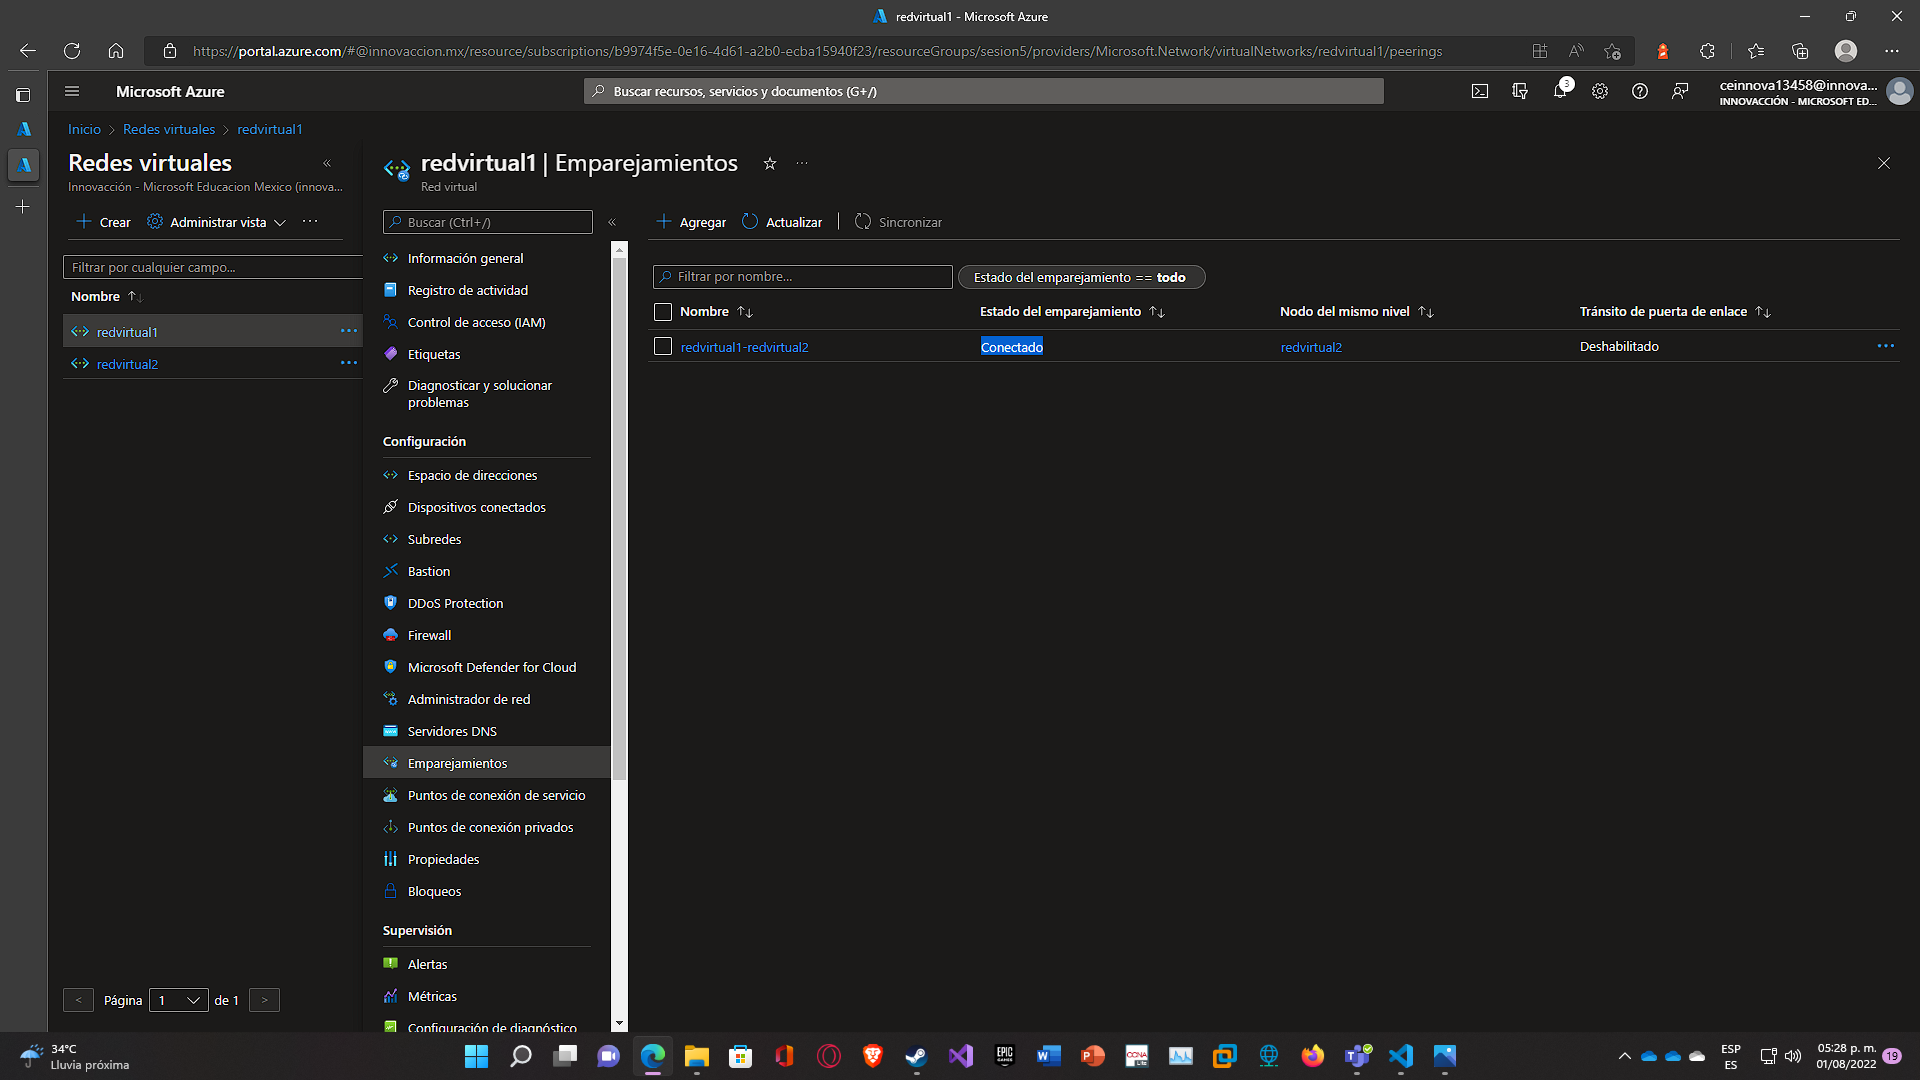 redvirtual1 - Microsoft Azure
https://portal.azure.com/#@innovaccion.mx/resource/subscriptions/b9974f5e-0e16-4d61-a2b0-ecba15940f23/resourceGroups/sesion5/providers/Microsoft.Network/virtualNetworks/redvirtual1/peerings
Microsoft Azure
Buscar recursos, servicios y documentos (G+/)
3
ceinnova13458@innova...
INNOVACCIÓN - MICROSOFT ED...
Inicio > Redes virtuales > redvirtual1
Redes virtuales
Innovacción - Microsoft Educacion Mexico (innova...
Crear
Administrar vista
...
Filtrar por cualquier campo...
Nombre
redvirtual1
redvirtual2
Página 1 de 1
redvirtual1 | Emparejamientos
Red virtual
Buscar (Ctrl+/)
Información general
Registro de actividad
Control de acceso (IAM)
Etiquetas
Diagnosticar y solucionar
problemas
Configuración
Espacio de direcciones
Dispositivos conectados
Subredes
Bastion
DDoS Protection
Firewall
Microsoft Defender for Cloud
Administrador de red
Servidores DNS
Emparejamientos
Puntos de conexión de servicio
Puntos de conexión privados
Propiedades
Bloqueos
Supervisión
Alertas
Métricas
Configuración de diagnóstico
Agregar
Actualizar
Sincronizar
Filtrar por nombre...
Estado del emparejamiento == todo
Nombre Estado del emparejamiento Nodo del mismo nivel Tránsito de puerta de enlace
redvirtual1-redvirtual2 Conectado redvirtual2 Deshabilitado
34°C
Lluvia próxima
EPIC
GAMES
CCNA
Lite
ESP
ES
05:28 p. m.
01/08/2022
19